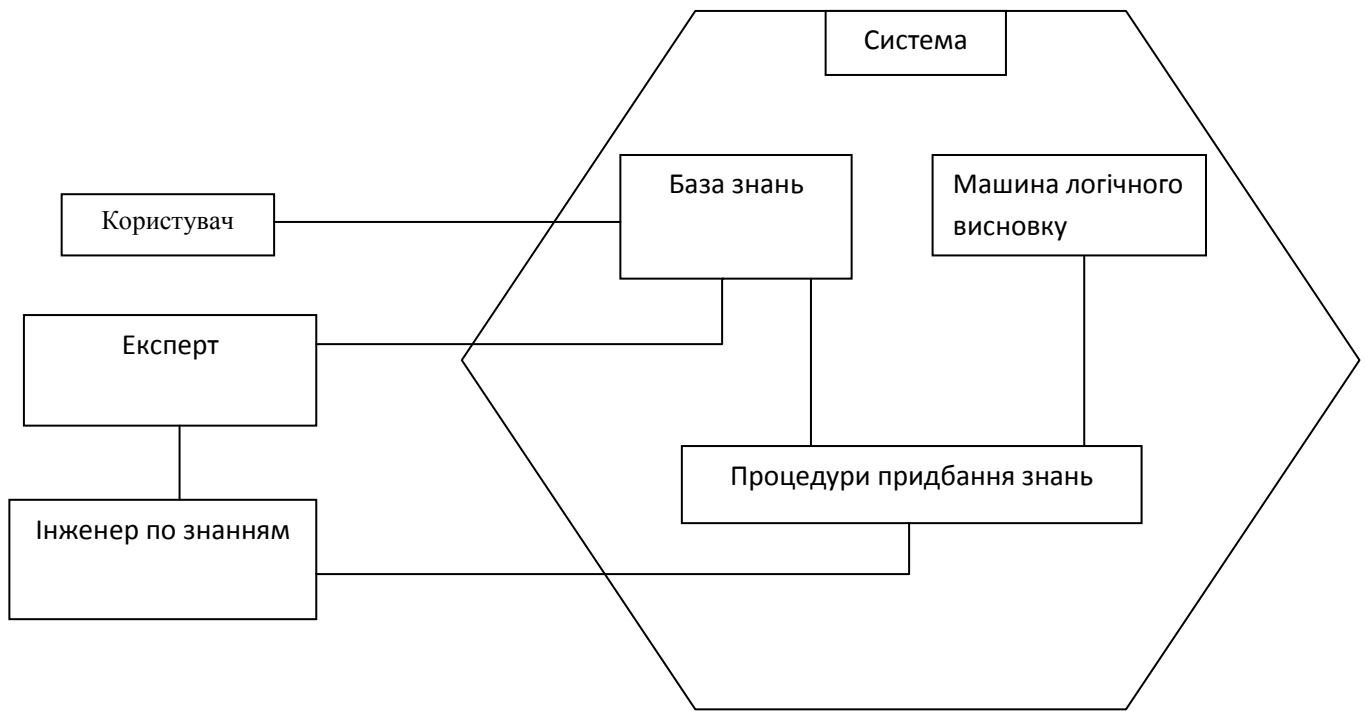 Система
База знань
Машина логічного
висновку
Користувач
Експерт
Процедури придбання знань
Інженер по знанням